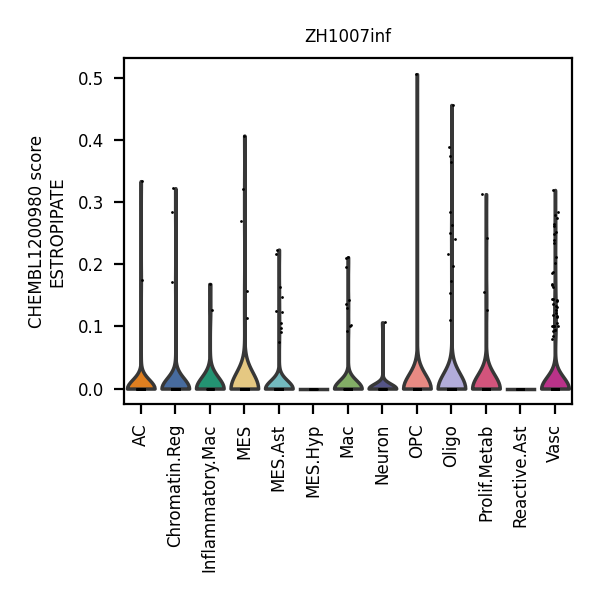 ZH1007inf
CHEMBL1200980 score
ESTROPIPATE
0.5
0.4
0.3
0.2
0.1
0.0
AC
Chromatin.Reg
Inflammatory.Mac
MES
MES.Ast
MES.Hyp
Mac
Neuron
OPC
Oligo
Prolif.Metab
Reactive.Ast
Vasc